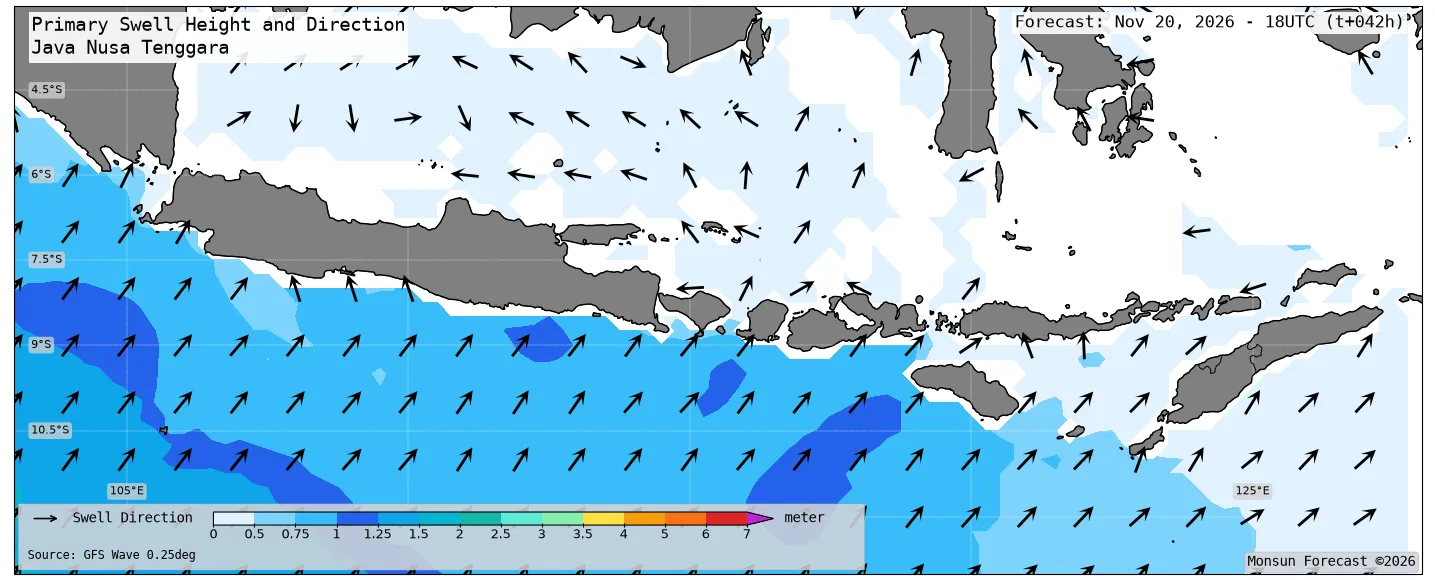 Primary Swell Height and Direction
Java Nusa Tenggara
Forecast: Nov 20, 2026 - 18UTC (t+042h)
4.5°S
6°S
7.5°S
9°S
10.5°S
105°E
125°E
Swell Direction
0 0.5 0.75 1 1.25 1.5 2 2.5 3 3.5 4 5 6 7
meter
Source: GFS Wave 0.25deg
Monsun Forecast ©2026